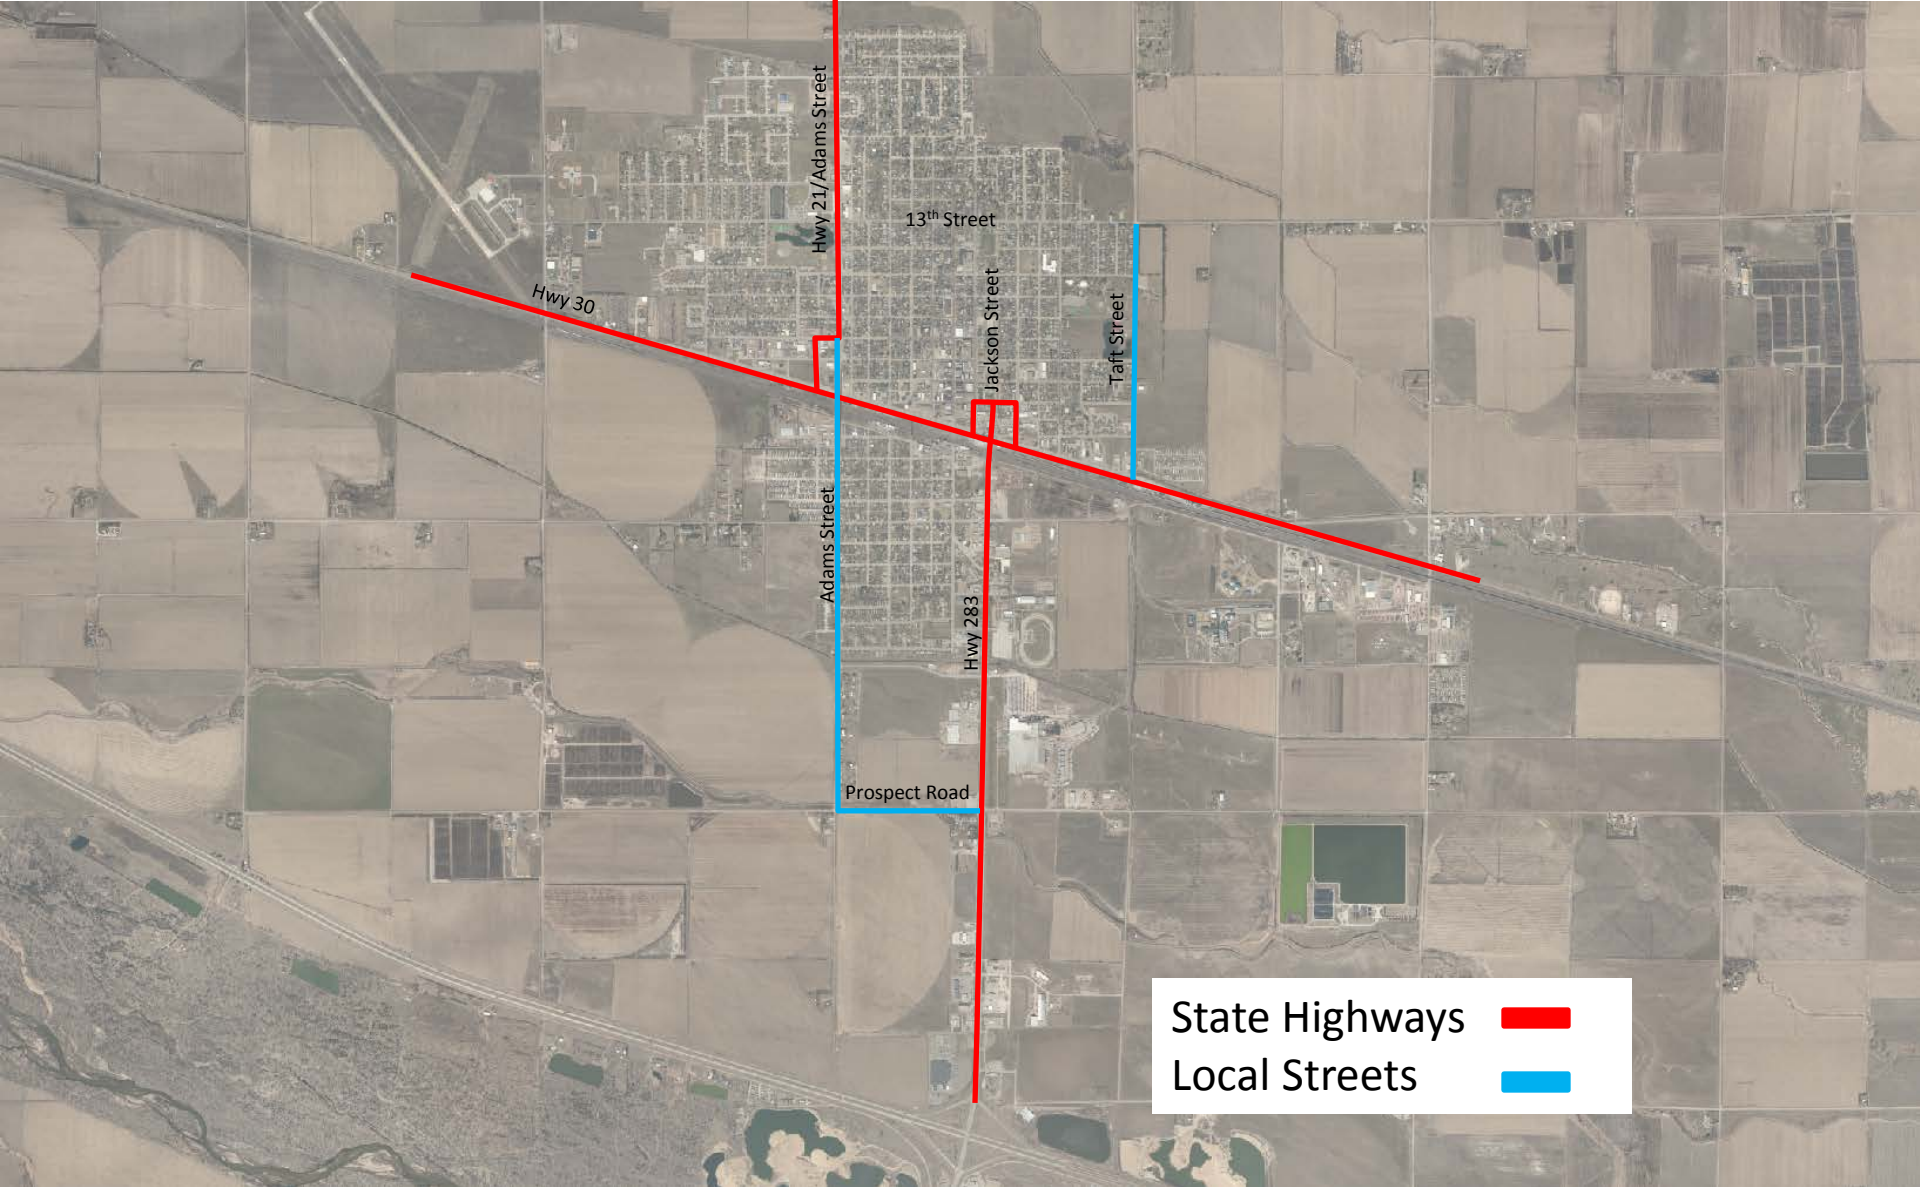 Hwy 21/Adams Street
13th Street
Hwy 30
Jackson Street
Taft Street
Adams Street
Hwy 283
Prospect Road
State Highways
Local Streets